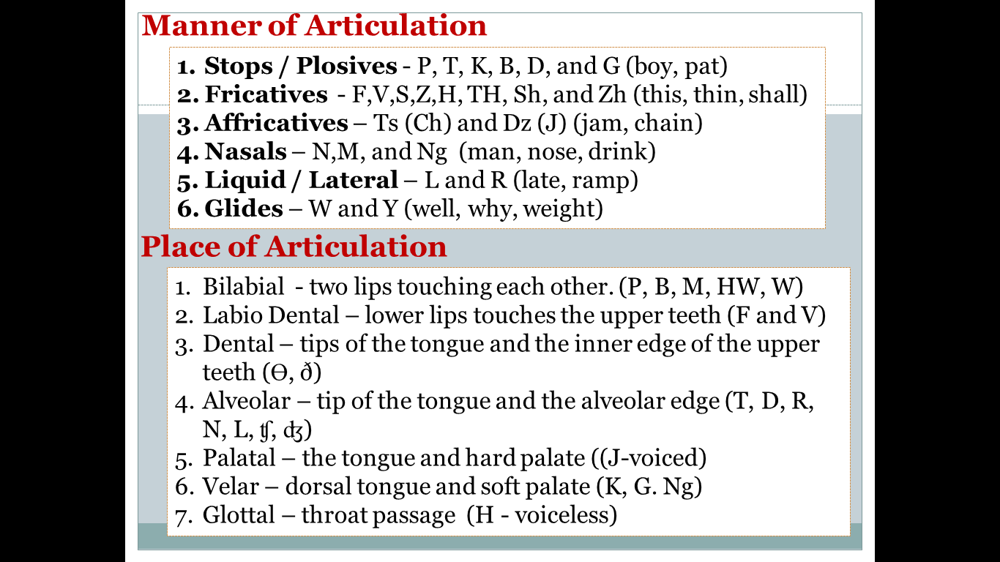 Manner of Articulation
1. Stops / Plosives - P, T, K, B, D, and G (boy, pat)
2. Fricatives - F,V,S,Z,H, TH, Sh, and Zh (this, thin, shall)
3. Affricatives – Ts (Ch) and Dz (J) (jam, chain)
4. Nasals – N,M, and Ng (man, nose, drink)
5. Liquid / Lateral – L and R (late, ramp)
6. Glides – W and Y (well, why, weight)
Place of Articulation
1. Bilabial - two lips touching each other. (P, B, M, HW, W)
2. Labio Dental – lower lips touches the upper teeth (F and V)
3. Dental – tips of the tongue and the inner edge of the upper
teeth (Ɵ, ð)
4. Alveolar – tip of the tongue and the alveolar edge (T, D, R,
N, L, ʧ, ʤ)
5. Palatal – the tongue and hard palate ((J-voiced)
6. Velar – dorsal tongue and soft palate (K, G. Ng)
7. Glottal – throat passage (H - voiceless)